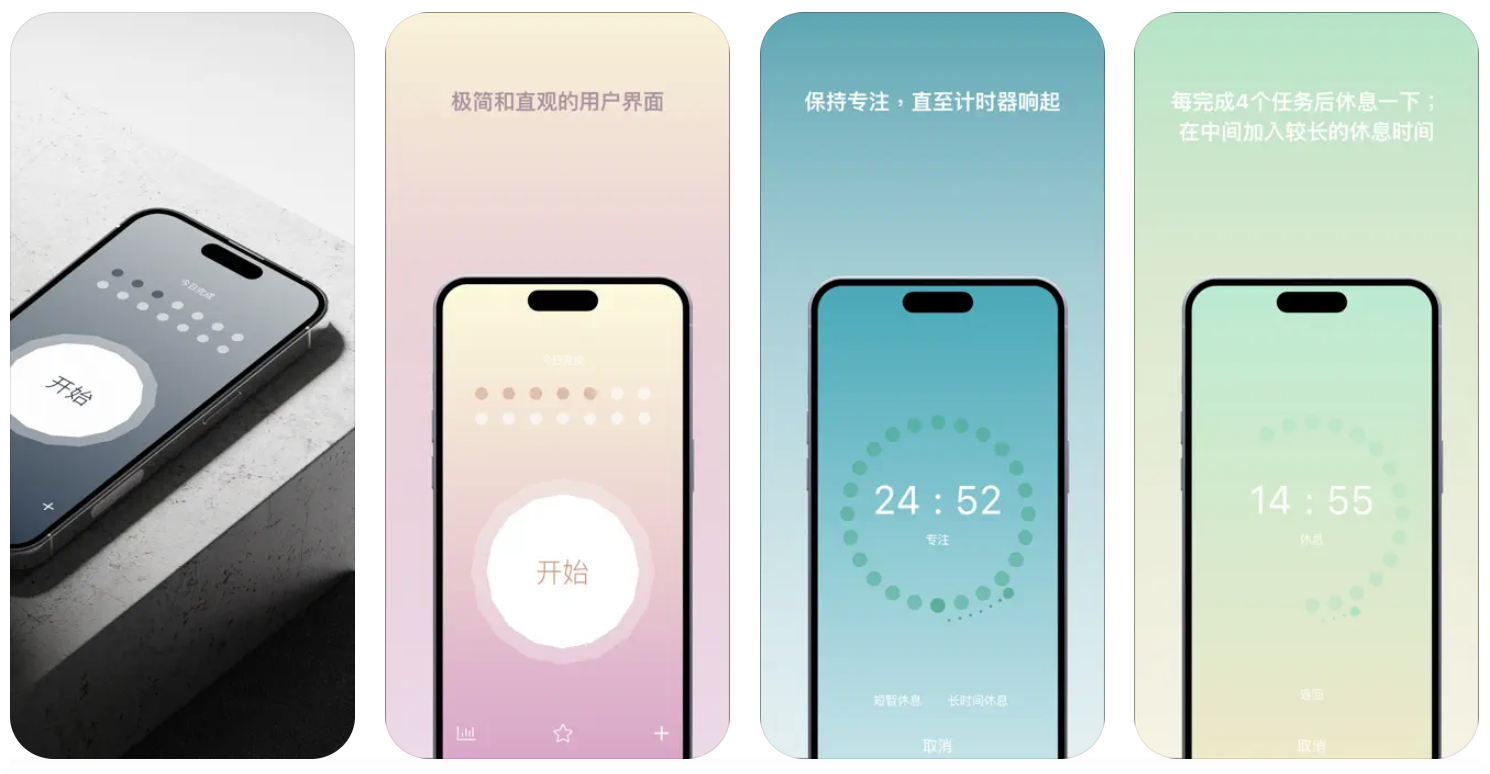 今日完成
开始
极简和直观的用户界面
今日完成
开始
保持专注，直至计时器响起
24 : 52
专注
短暂休息 长时间休息
取消
每完成4个任务后休息一下；
在中间加入较长的休息时间
14 : 55
休息
返回
取消